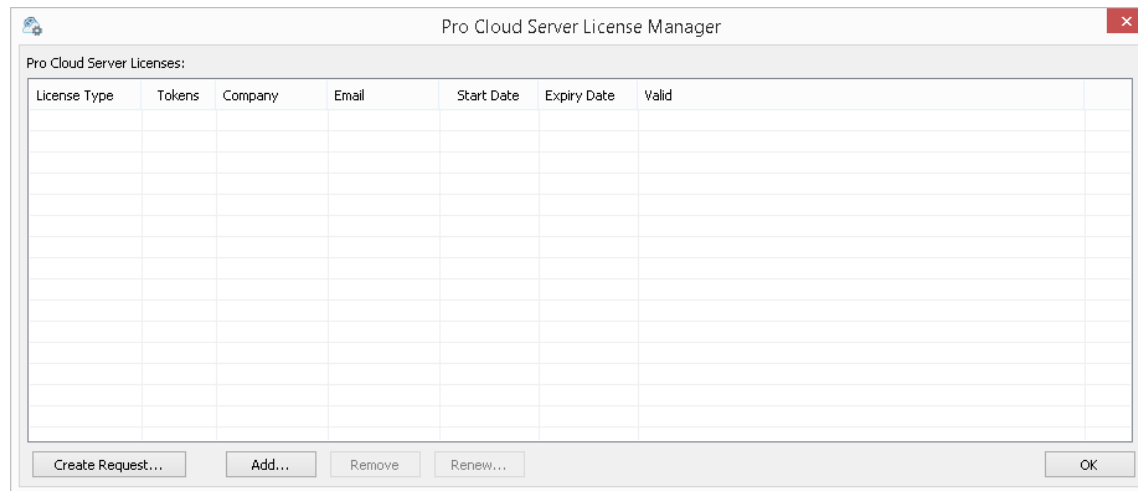 Pro Cloud Server License Manager
Pro Cloud Server Licenses:
License Type Tokens Company Email Start Date Expiry Date Valid
Create Request... Add... Remove Renew... OK